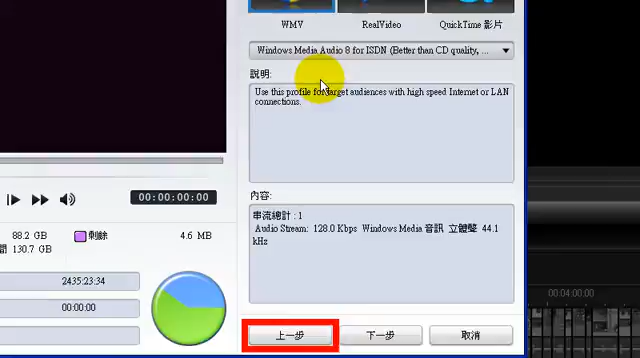 WMV
RealVideo
QuickTime 影片
Windows Media Audio 8 for ISDN (Better than CD quality, ...
說明:
Use this profile for target audiences with high speed Internet or LAN
connections.
00:00:00:00
內容:
串流總計 : 1
Audio Stream: 128.0 Kbps Windows Media 音訊 立體聲 44.1
kHz
88.2 GB
剩餘
4.6 MB
間 130.7 GB
2435:23:34
00:00:00
00:04:00:00
上一步
下一步
取消